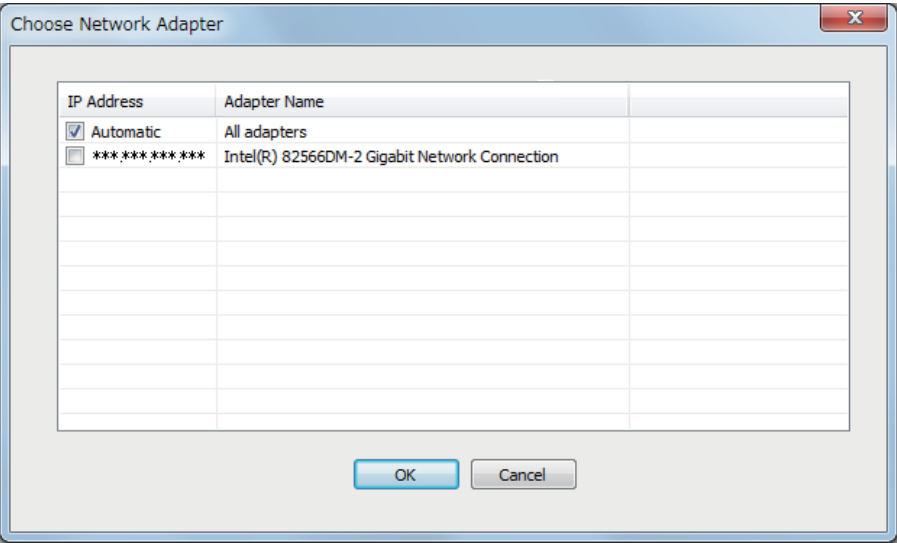 Choose Network Adapter
IP Address Adapter Name
Automatic All adapters
***.***.***.*** Intel(R) 82566DM-2 Gigabit Network Connection
OK Cancel